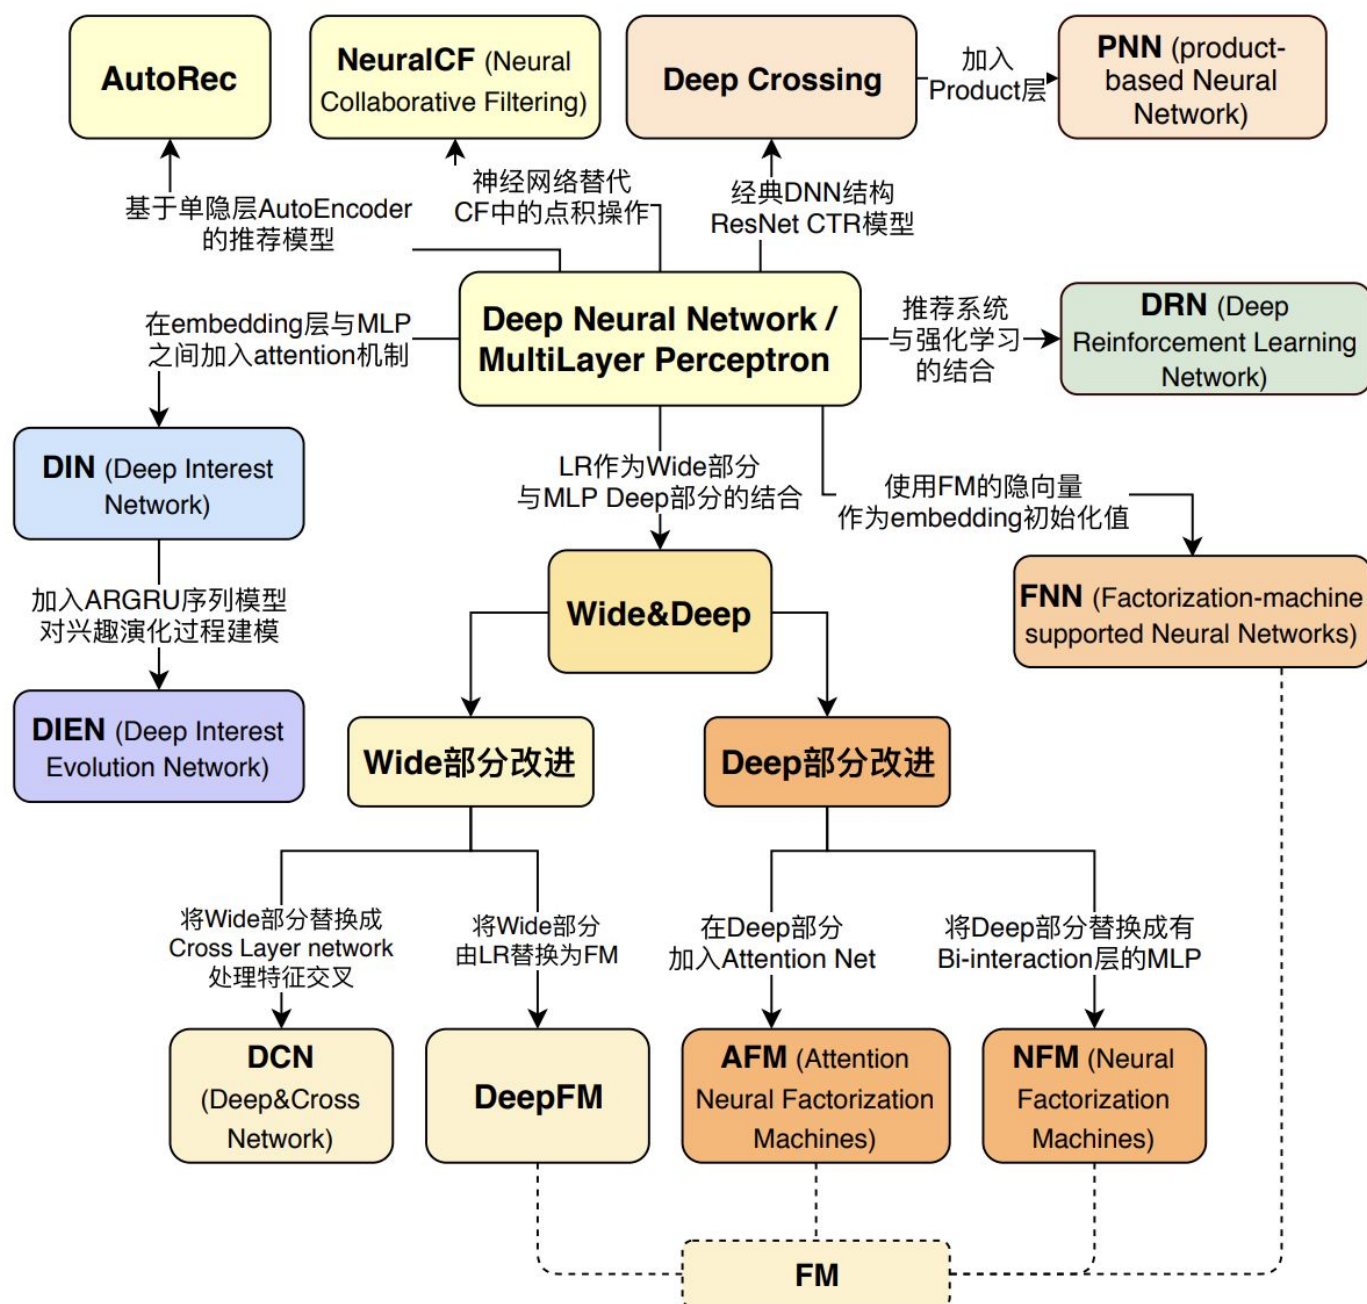 AutoRec
NeuralCF (Neural
Collaborative Filtering)
Deep Crossing
加入
Product层
PNN (product-
based Neural
Network)
基于单隐层AutoEncoder
的推荐模型
神经网络替代
CF中的点积操作
经典DNN结构
ResNet CTR模型
在embedding层与MLP
之间加入attention机制
Deep Neural Network /
MultiLayer Perceptron
推荐系统
与强化学习
的结合
DRN (Deep
Reinforcement Learning
Network)
DIN (Deep Interest
Network)
LR作为Wide部分
与MLP Deep部分的结合
使用FM的隐向量
作为embedding初始化值
加入ARGRU序列模型
对兴趣演化过程建模
Wide&Deep
FNN (Factorization-machine
supported Neural Networks)
DIEN (Deep Interest
Evolution Network)
Wide部分改进
Deep部分改进
将Wide部分替换成
Cross Layer network
处理特征交叉
将Wide部分
由LR替换为FM
在Deep部分
加入Attention Net
将Deep部分替换成有
Bi-interaction层的MLP
DCN
(Deep&Cross
Network)
DeepFM
AFM (Attention
Neural Factorization
Machines)
NFM (Neural
Factorization
Machines)
FM